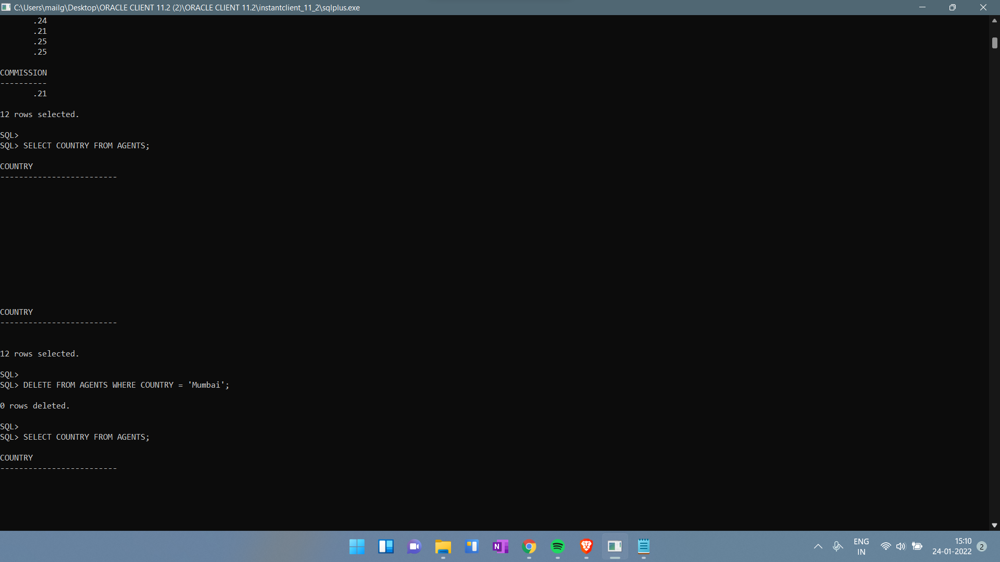 C:\Users\mailg\Desktop\ORACLE CLIENT 11.2 (2)\ORACLE CLIENT 11.2\instantclient_11_2\sqlplus.exe
.24
.21
.25
.25
COMMISSION
----------
.21
12 rows selected.
SQL>
SQL> SELECT COUNTRY FROM AGENTS;
COUNTRY
-------------------------
COUNTRY
-------------------------
12 rows selected.
SQL>
SQL> DELETE FROM AGENTS WHERE COUNTRY = 'Mumbai';
0 rows deleted.
SQL>
SQL> SELECT COUNTRY FROM AGENTS;
COUNTRY
-------------------------
N
ENG
IN
15:10
24-01-2022
2